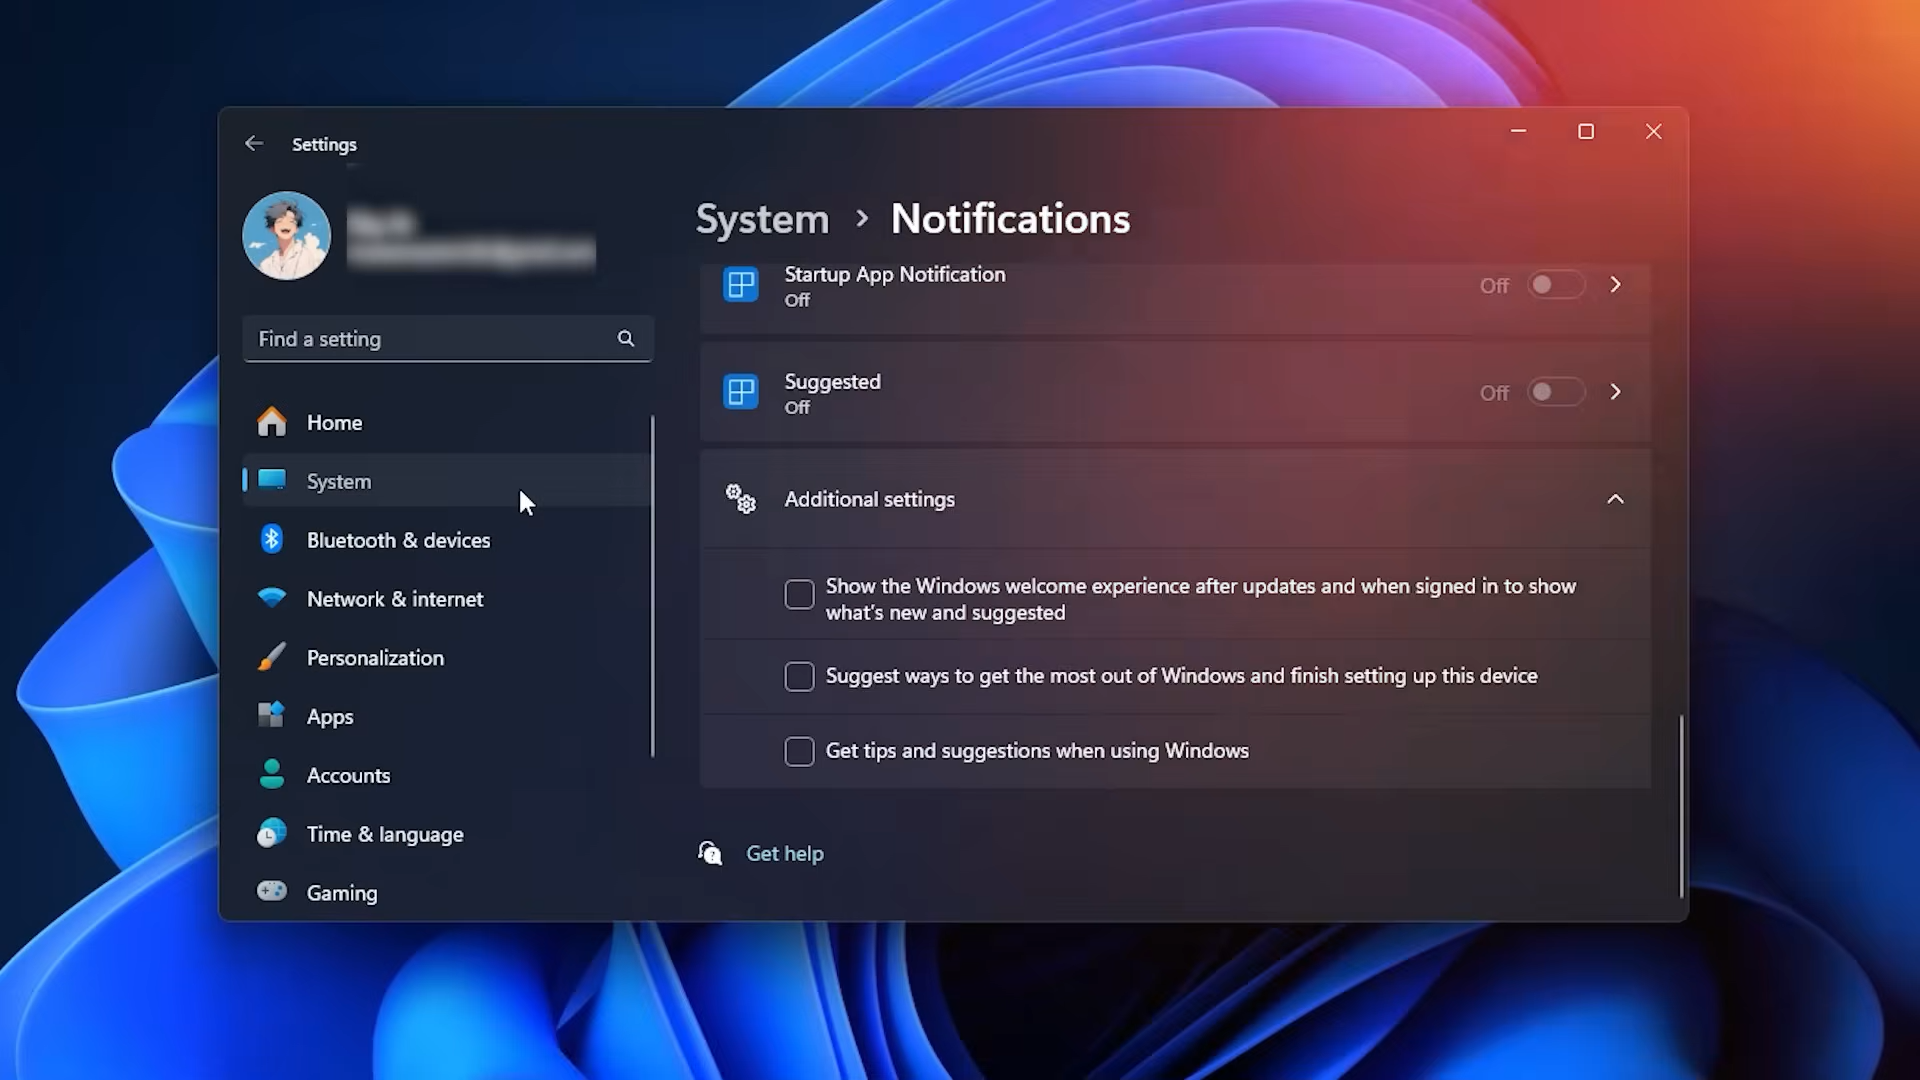 Settings
Find a setting
Home
System
Bluetooth & devices
Network & internet
Personalization
Apps
Accounts
Time & language
Gaming
System > Notifications
Startup App Notification
Off
Off
Suggested
Off
Off
Additional settings
Show the Windows welcome experience after updates and when signed in to show
what's new and suggested
Suggest ways to get the most out of Windows and finish setting up this device
Get tips and suggestions when using Windows
Get help